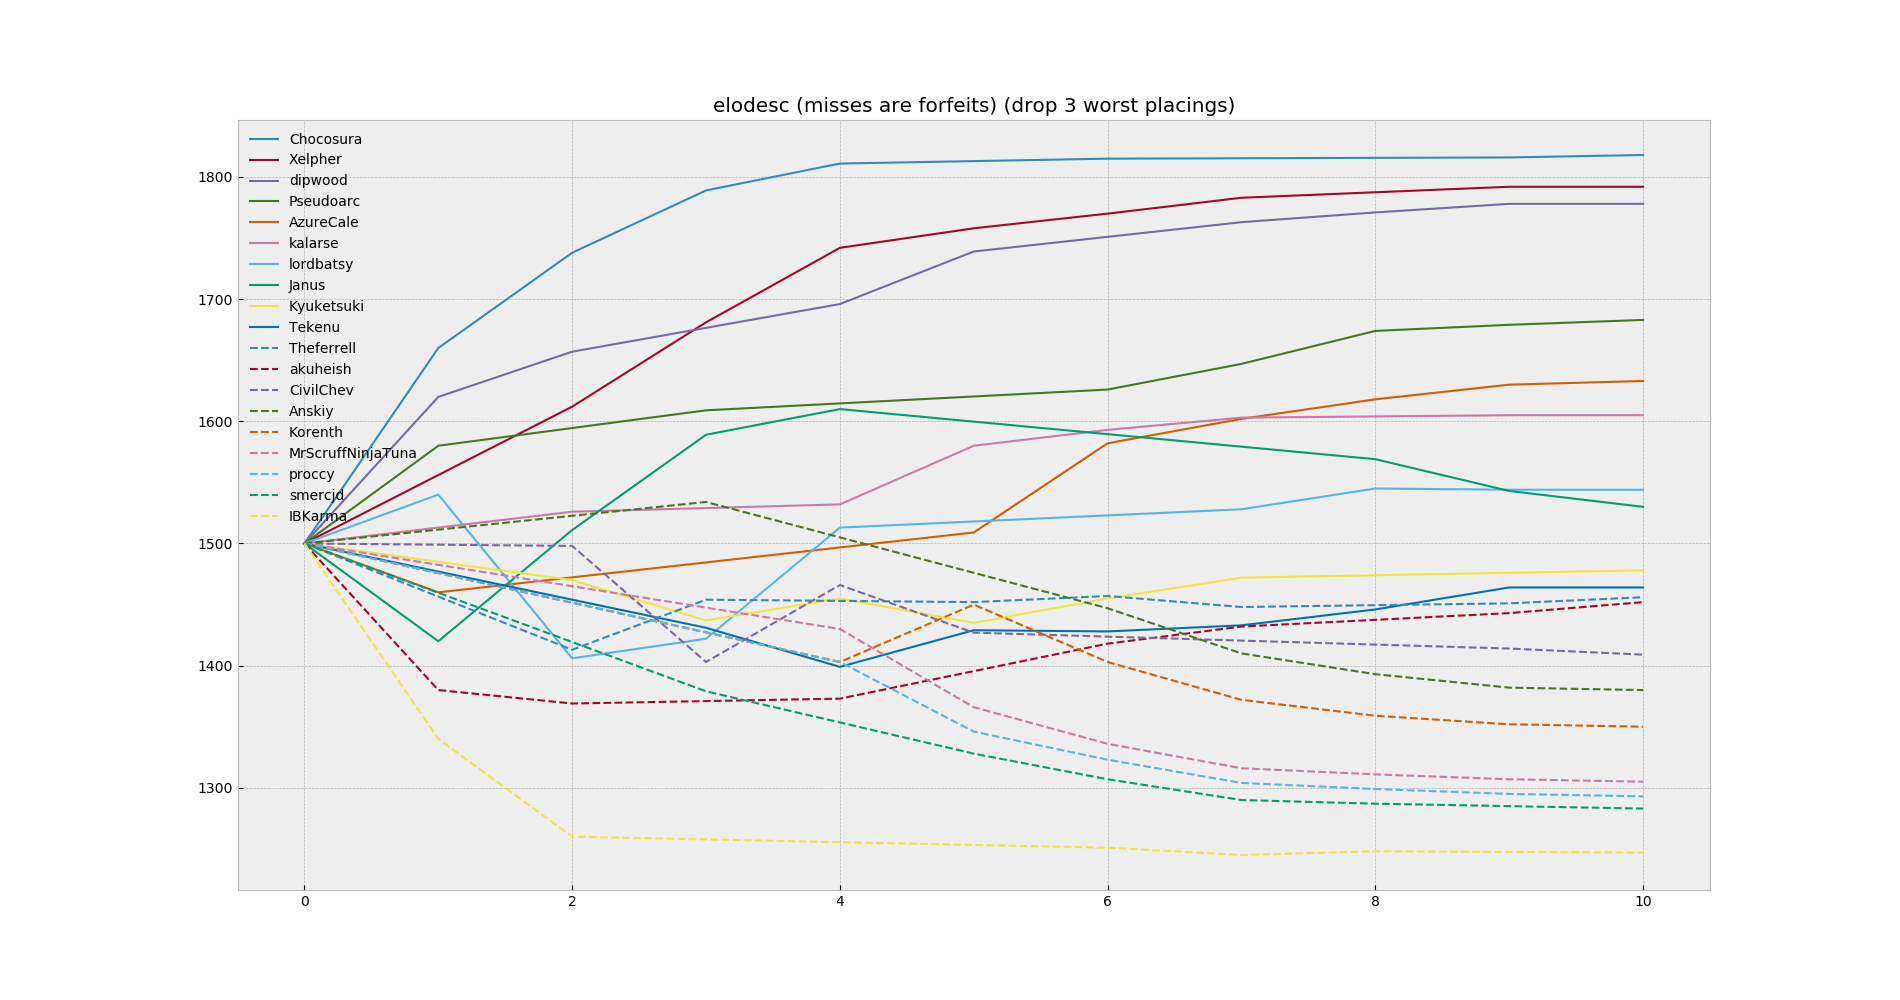 elodesc (misses are forfeits) (drop 3 worst placings)
Chocosura
Xelpher
dipwood
Pseudoarc
AzureCale
kalarse
lordbatsy
Janus
Kyuketsuki
Tekenu
Theferrell
akuheish
CivilChev
Anskiy
Korenth
MrScruffNinjaTuna
proccy
smercjd
IBKarma
1800
1700
1600
1500
1400
1300
0 2 4 6 8 10